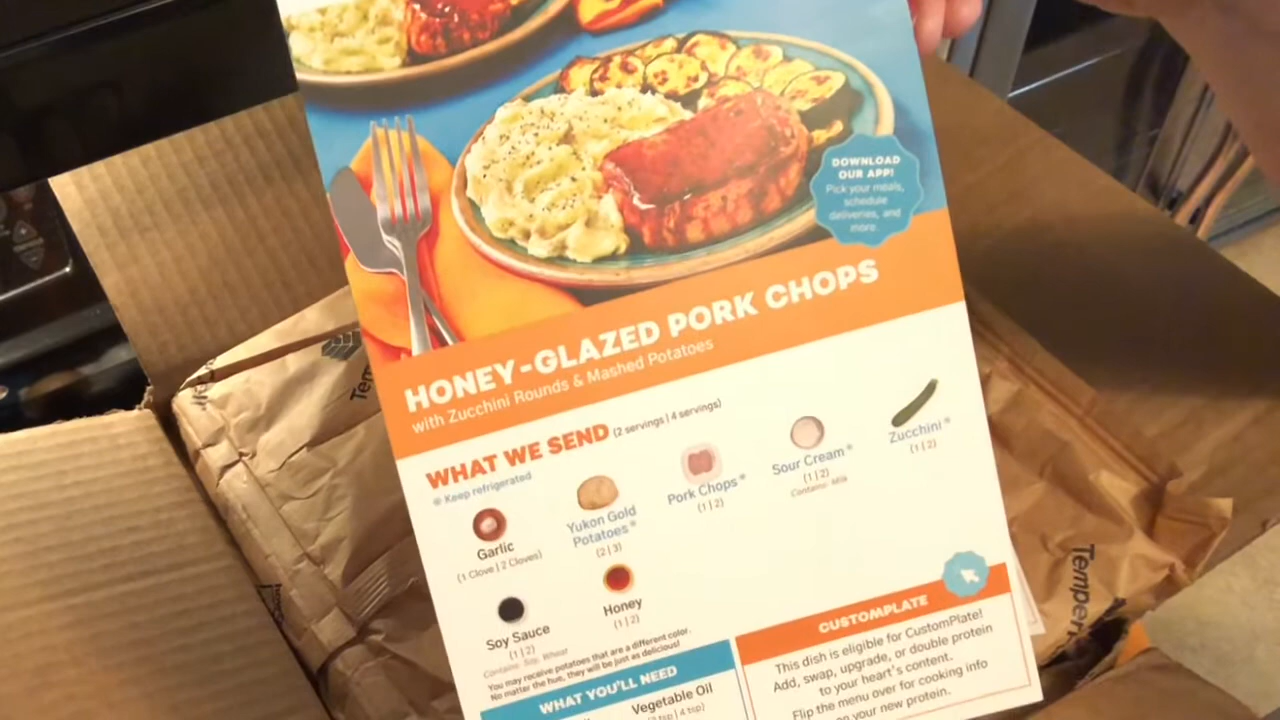 DOWNLOAD
OUR APP!
Pick your meals,
schedule
deliveries, and
more.
HONEY-GLAZED PORK CHOPS
with Zucchini Rounds & Mashed Potatoes
WHAT WE SEND (2 servings | 4 servings)
Keep refrigerated
Garlic
(1 Clove | 2 Cloves)
Yukon Gold
Potatoes
(2 | 3)
Pork Chops
(1 | 2)
Sour Cream
(1 | 2)
Contains: Milk
Zucchini
(1 | 2)
Soy Sauce
(1 | 2)
Contains: Soy, Wheat
Honey
(1 | 2)
You may receive potatoes that are a different color.
No matter the hue, they will be just as delicious!
WHAT YOU'LL NEED
Vegetable Oil
tsp | 4 tsp)
CUSTOMPLATE
This dish is eligible for CustomPlate!
Add, swap, upgrade, or double protein
to your heart's content.
Flip the menu over for cooking info
on your new protein.
Temper